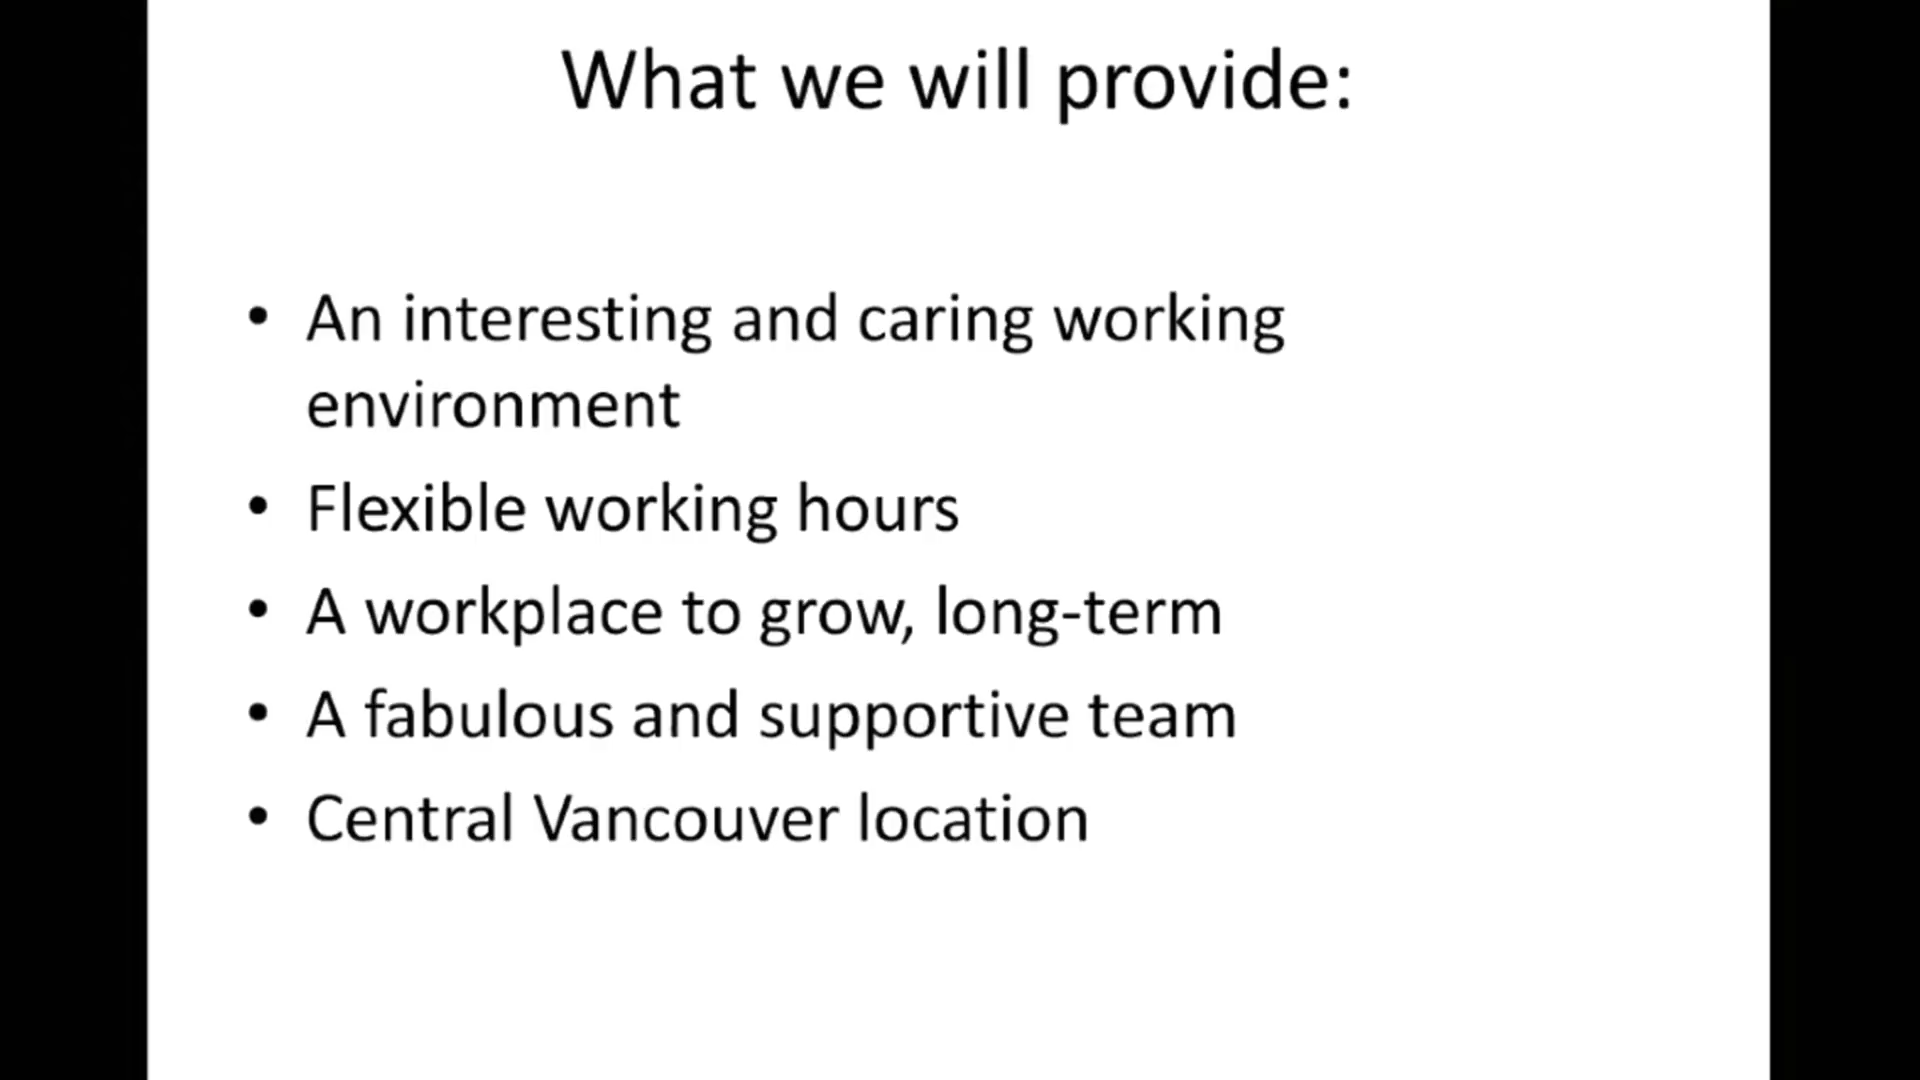 What we will provide:
• An interesting and caring working
environment
• Flexible working hours
• A workplace to grow, long-term
• A fabulous and supportive team
• Central Vancouver location